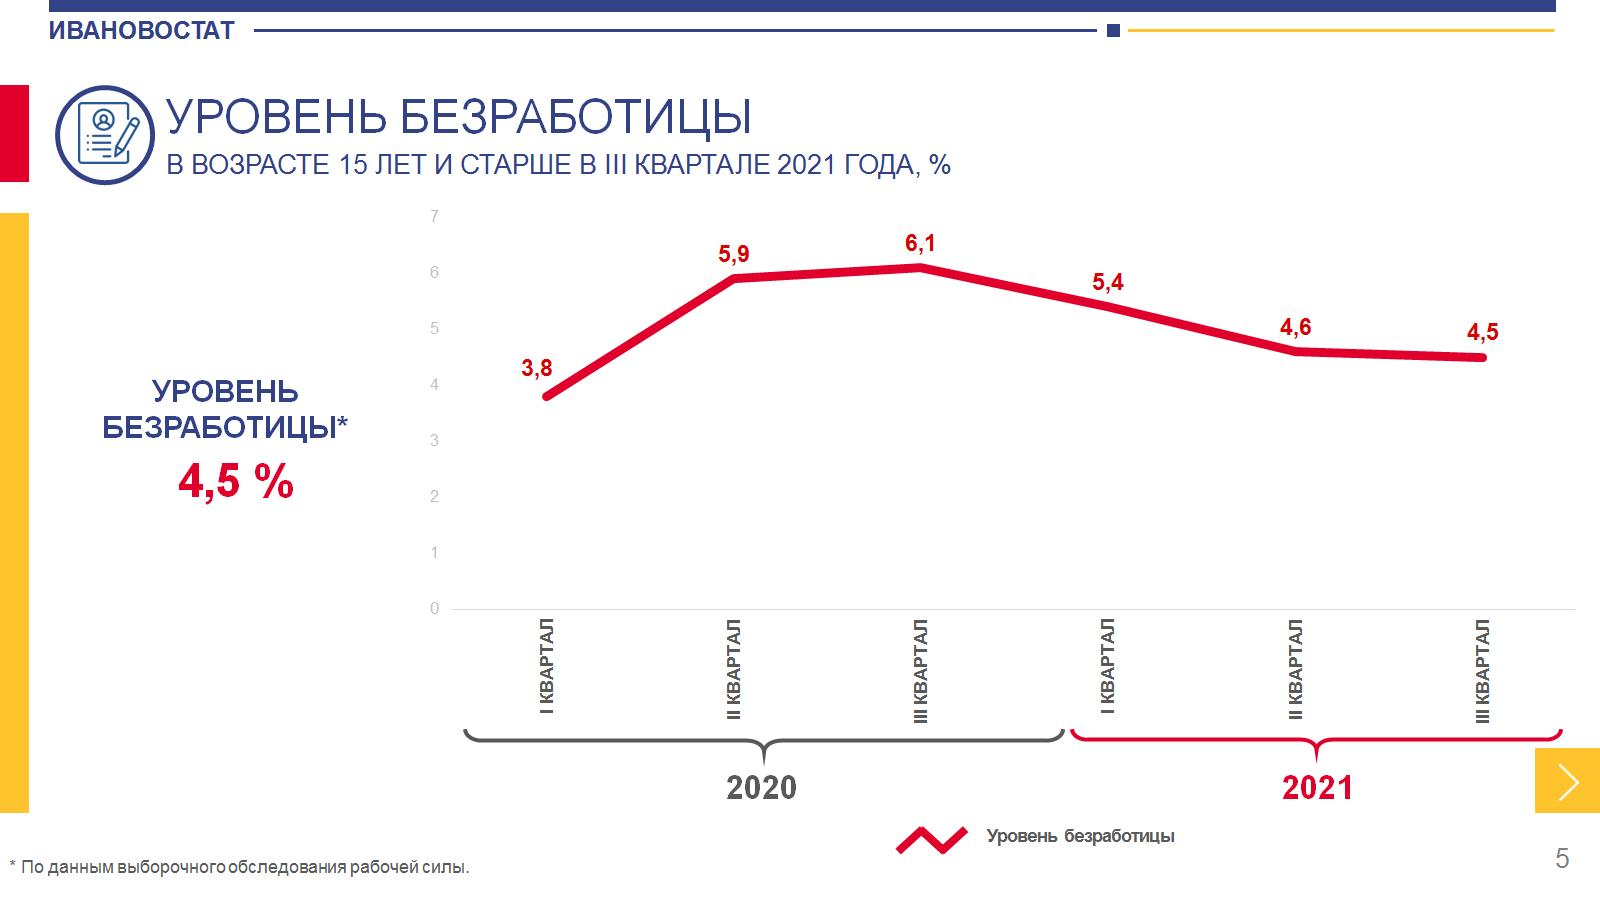 ИВАНОВОСТАТ
УРОВЕНЬ БЕЗРАБОТИЦЫ
В ВОЗРАСТЕ 15 ЛЕТ И СТАРШЕ В III КВАРТАЛЕ 2021 ГОДА, %
УРОВЕНЬ
БЕЗРАБОТИЦЫ*
4,5 %
7
6
5
4
3
2
1
0
3,8
5,9
6,1
5,4
4,6
4,5
I КВАРТАЛ
II КВАРТАЛ
III КВАРТАЛ
I КВАРТАЛ
II КВАРТАЛ
III КВАРТАЛ
2020
2021
Уровень безработицы
* По данным выборочного обследования рабочей силы.
5